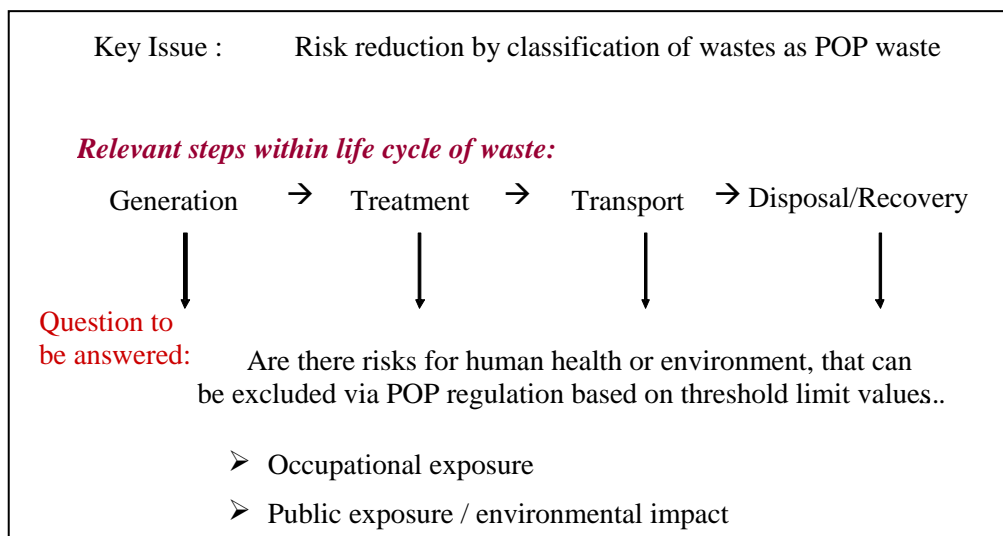 Key Issue : Risk reduction by classification of wastes as POP waste
Relevant steps within life cycle of waste:
Generation → Treatment → Transport → Disposal/Recovery
Question to
be answered:
Are there risks for human health or environment, that can
be excluded via POP regulation based on threshold limit values...
➢ Occupational exposure
➢ Public exposure / environmental impact